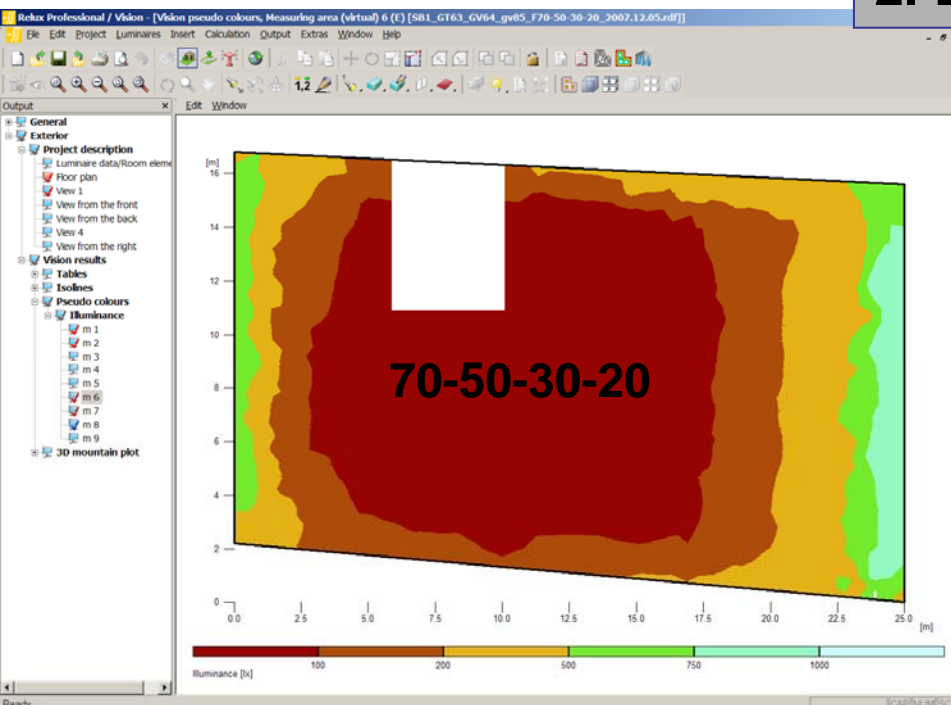 Relux Professional / Vision - [Vision pseudo colours, Measuring area (virtual) 6 (E) [SB1_GT63_GV64_gv85_F70-50-30-20_2007.12.05.rdf]]
File Edit Project Luminaires Insert Calculation Output Extras Window Help
1,2
Output x
Edit Window
General
Exterior
Project description
Luminaire data/Room eleme
Floor plan
View 1
View from the front
View from the back
View 4
View from the right
Vision results
Tables
Isolines
Pseudo colours
Illuminance
m 1
m 2
m 3
m 4
m 5
m 6
m 7
m 8
m 9
3D mountain plot
[m]
16
14
12
10
8
6
4
2
0
70-50-30-20
0.0 2.5 5.0 7.5 10.0 12.5 15.0 17.5 20.0 22.5 25.0
[m]
100 200 500 750 1000
Illuminance [lx]
Ready